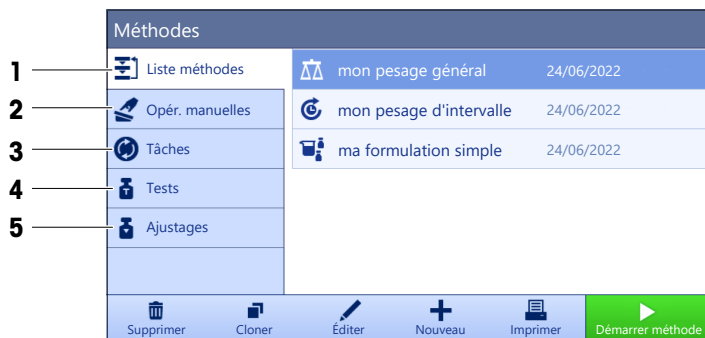 Méthodes
1 Liste méthodes
2 Opér. manuelles
3 Tâches
4 Tests
5 Ajustages
mon pesage général 24/06/2022
mon pesage d'intervalle 24/06/2022
ma formulation simple 24/06/2022
Supprimer Cloner Éditer Nouveau Imprimer Démarrer méthode